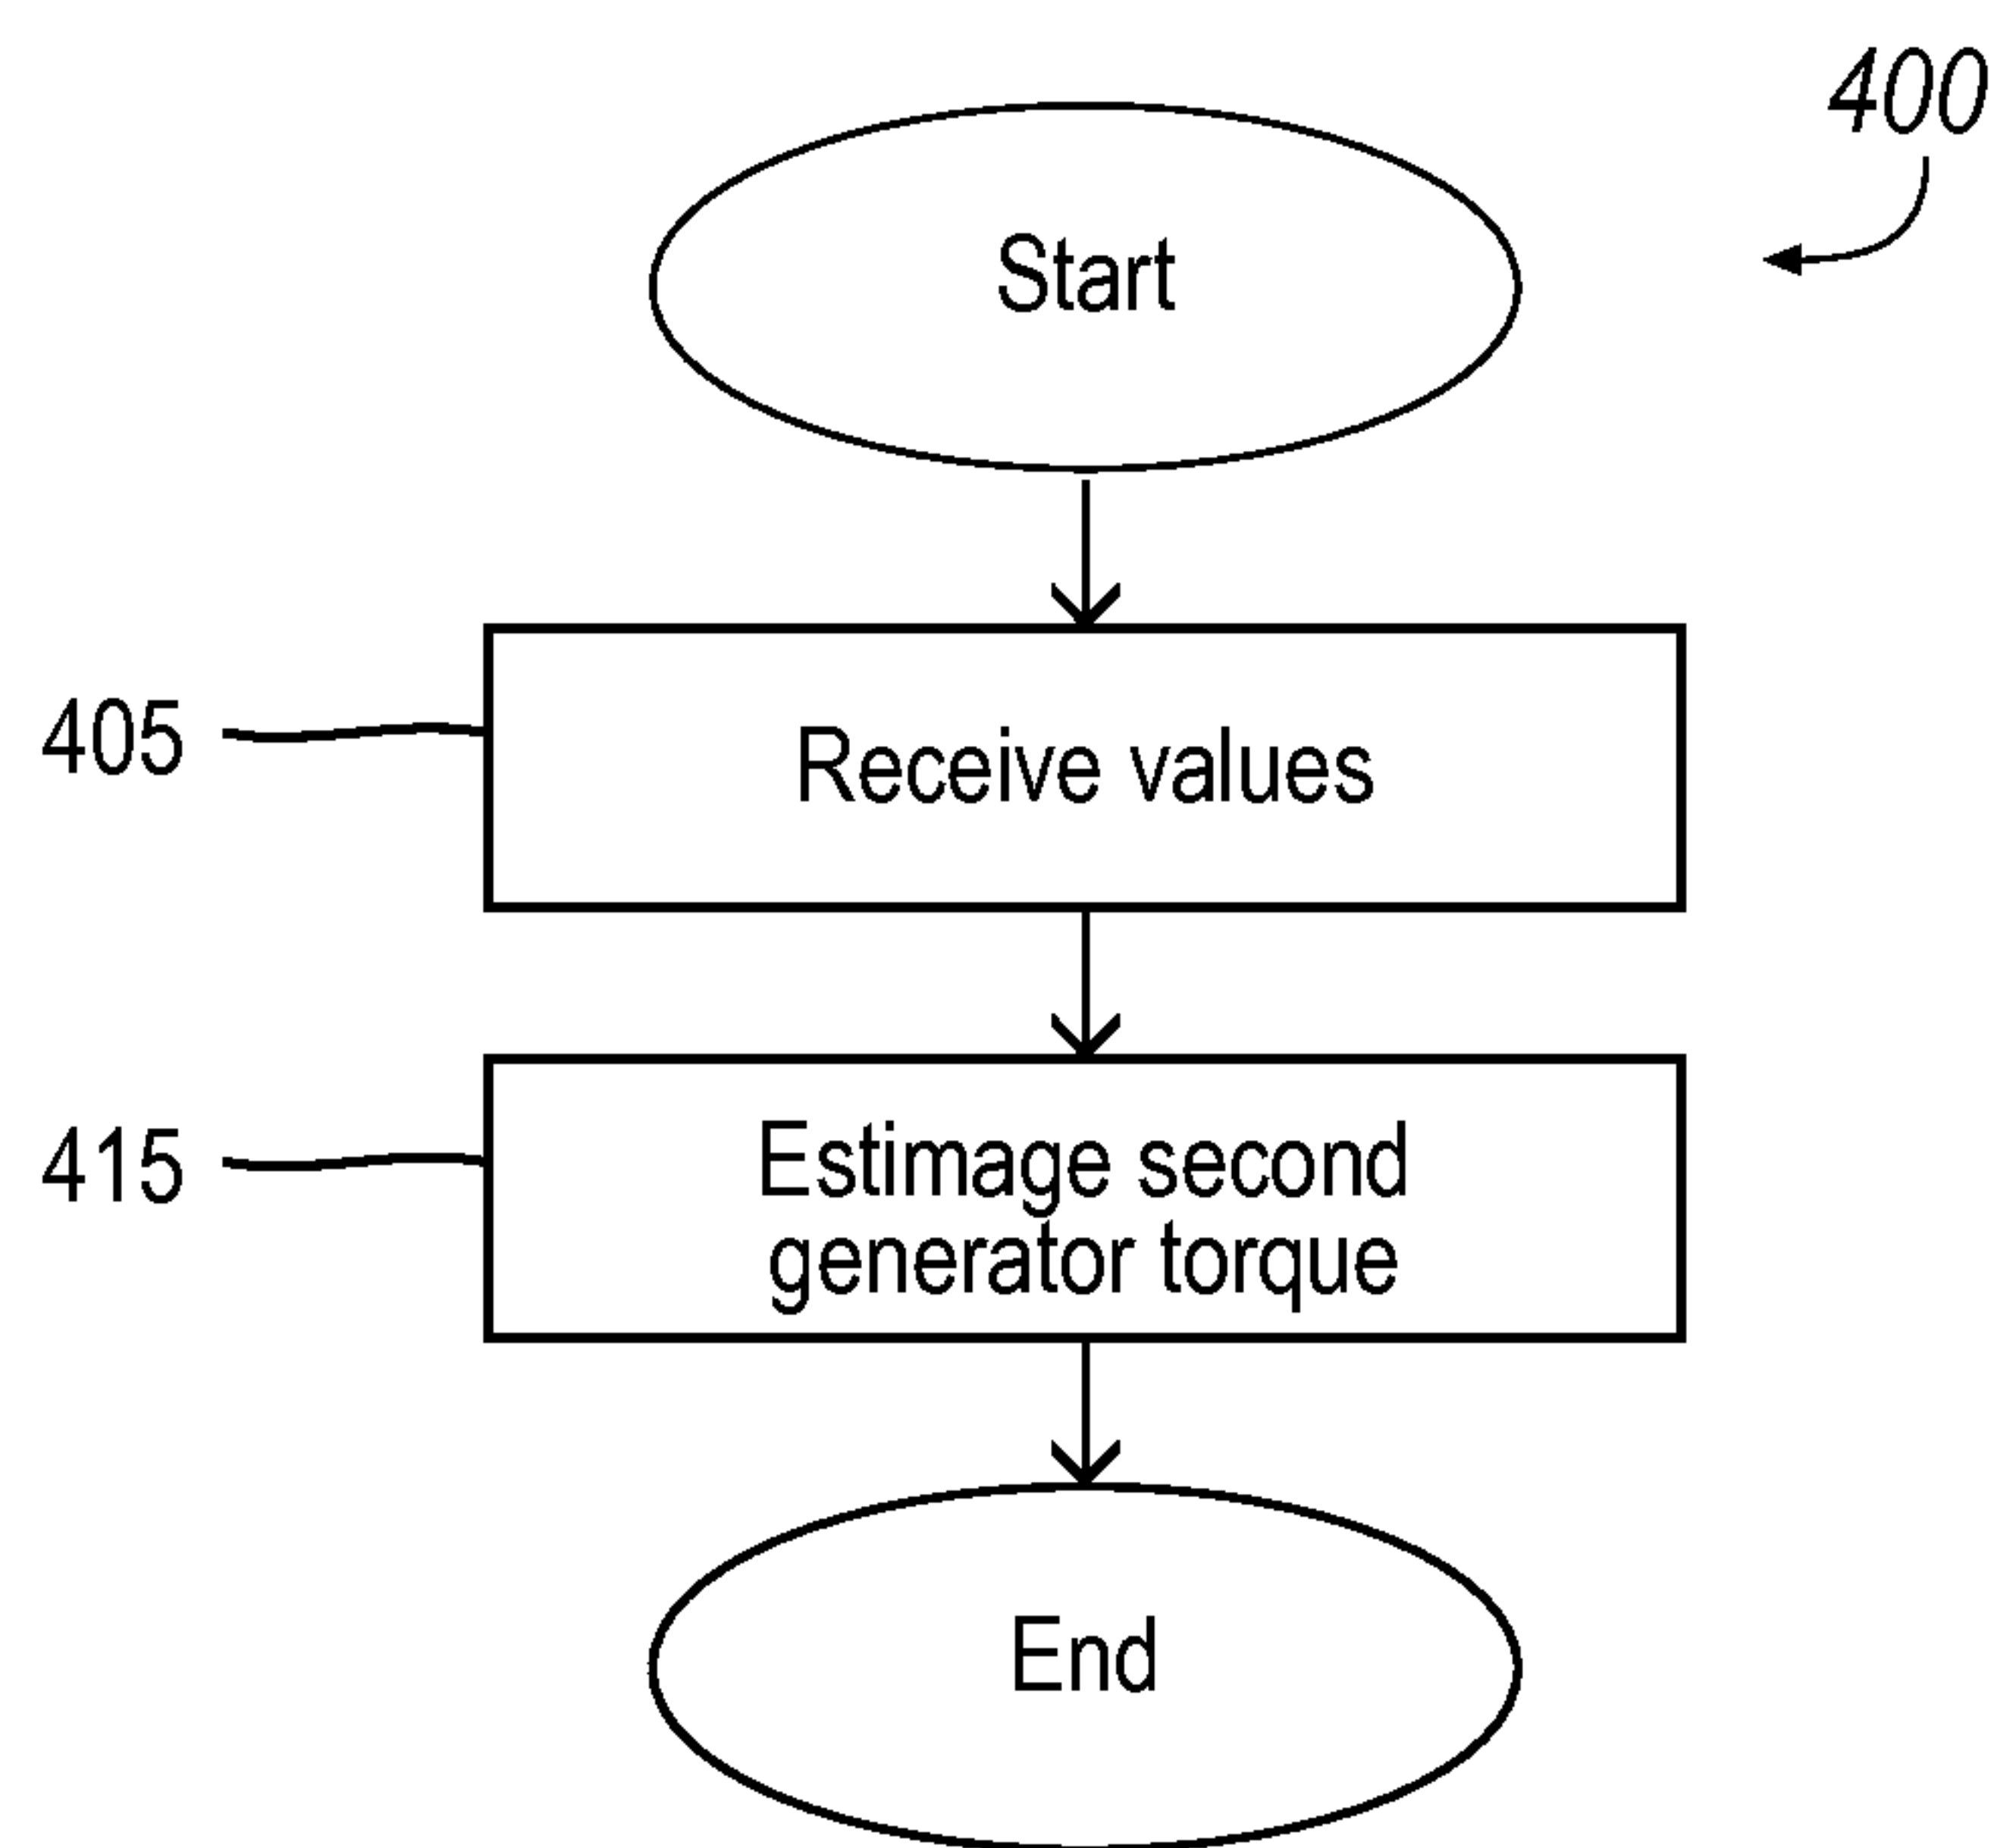 400
Start
405
Receive values
415
Estimage second
generator torque
End